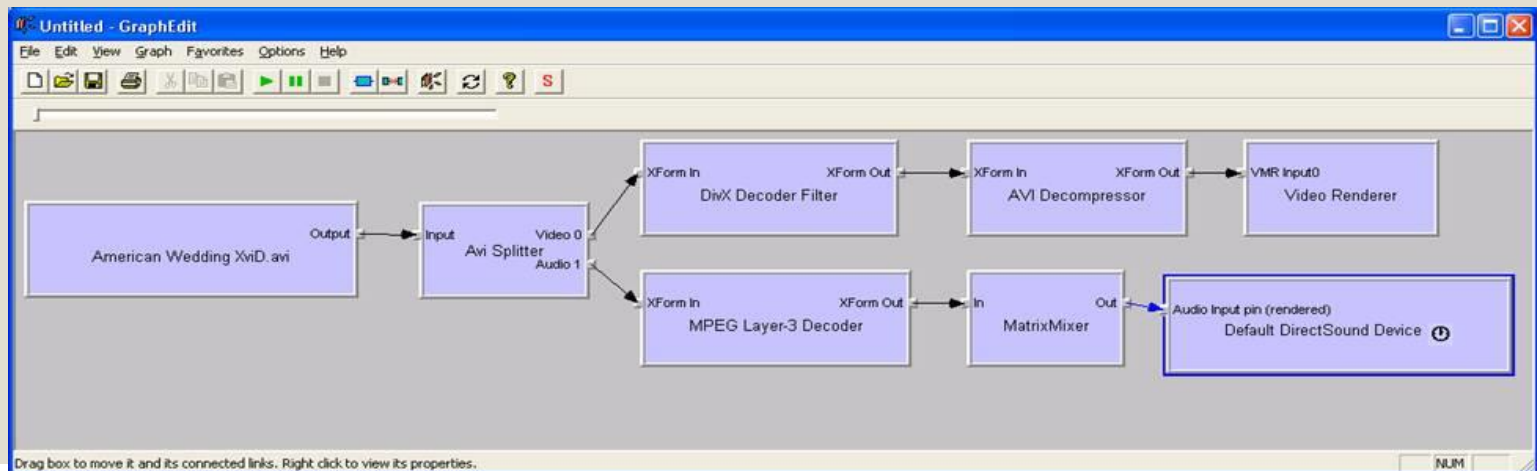 Untitled - GraphEdit
File Edit View Graph Favorites Options Help
S
XForm In XForm Out
DivX Decoder Filter
XForm In XForm Out
AVI Decompressor
VMR Input0
Video Renderer
Output
American Wedding XviD.avi
Input Video 0
Avi Splitter
Audio 1
XForm In XForm Out
MPEG Layer-3 Decoder
In Out
MatrixMixer
Audio Input pin (rendered)
Default DirectSound Device
Drag box to move it and its connected links. Right click to view its properties.
NUM